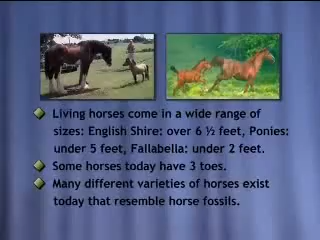 Living horses come in a wide range of
sizes: English Shire: over 6 ½ feet, Ponies:
under 5 feet, Fallabella: under 2 feet.
Some horses today have 3 toes.
Many different varieties of horses exist
today that resemble horse fossils.